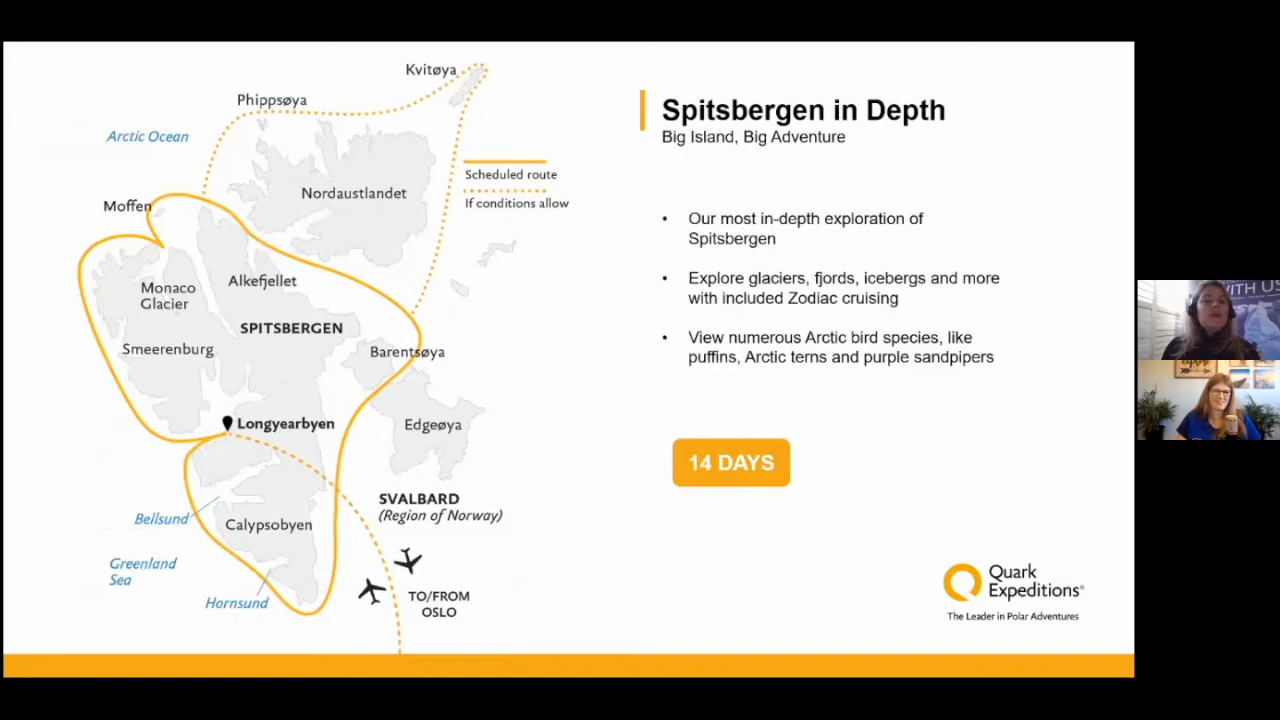 Kvitøya
Phippsøya
Arctic Ocean
Nordaustlandet
Scheduled route
If conditions allow
Moffen
Alkefjellet
Monaco
Glacier
SPITSBERGEN
Smeerenburg
Barentsøya
Longyearbyen
Edgeøya
SVALBARD
(Region of Norway)
Bellsund
Calypsobyen
Greenland
Sea
Hornsund
TO/FROM
OSLO
Spitsbergen in Depth
Big Island, Big Adventure
• Our most in-depth exploration of
Spitsbergen
• Explore glaciers, fjords, icebergs and more
with included Zodiac cruising
• View numerous Arctic bird species, like
puffins, Arctic terns and purple sandpipers
14 DAYS
Quark
Expeditions®
The Leader in Polar Adventures
WITH US